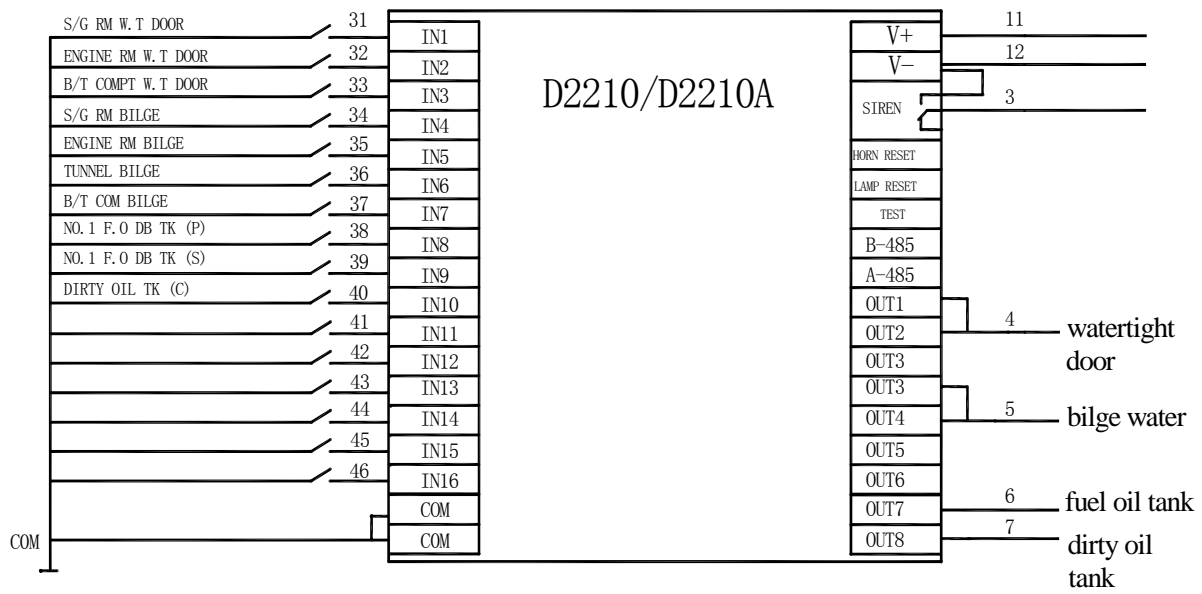 S/G RM W.T DOOR 31 IN1
ENGINE RM W.T DOOR 32 IN2
B/T COMPT W.T DOOR 33 IN3
S/G RM BILGE 34 IN4
ENGINE RM BILGE 35 IN5
TUNNEL BILGE 36 IN6
B/T COM BILGE 37 IN7
NO.1 F.O DB TK (P) 38 IN8
NO.1 F.O DB TK (S) 39 IN9
DIRTY OIL TK (C) 40 IN10
41 IN11
42 IN12
43 IN13
44 IN14
45 IN15
46 IN16
COM
COM COM
D2210/D2210A
V+ 11
V- 12
SIREN 3
HORN RESET
LAMP RESET
TEST
B-485
A-485
OUT1
OUT2 4 watertight
door
OUT3
OUT3
OUT4 5 bilge water
OUT5
OUT6
OUT7 6 fuel oil tank
OUT8 7 dirty oil
tank